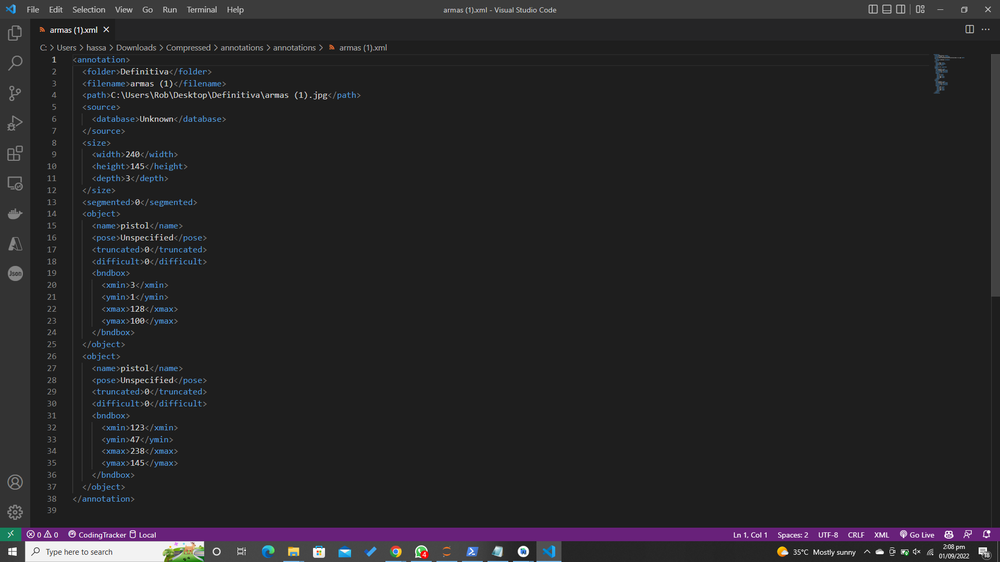 File Edit Selection View Go Run Terminal Help
armas (1).xml - Visual Studio Code
armas (1).xml
C: > Users > hassa > Downloads > Compressed > annotations > annotations > armas (1).xml
1 <annotation>
2 <folder>Definitiva</folder>
3 <filename>armas (1)</filename>
4 <path>C:\Users\Rob\Desktop\Definitiva\armas (1).jpg</path>
5 <source>
6 <database>Unknown</database>
7 </source>
8 <size>
9 <width>240</width>
10 <height>145</height>
11 <depth>3</depth>
12 </size>
13 <segmented>0</segmented>
14 <object>
15 <name>pistol</name>
16 <pose>Unspecified</pose>
17 <truncated>0</truncated>
18 <difficult>0</difficult>
19 <bndbox>
20 <xmin>3</xmin>
21 <ymin>1</ymin>
22 <xmax>128</xmax>
23 <ymax>100</ymax>
24 </bndbox>
25 </object>
26 <object>
27 <name>pistol</name>
28 <pose>Unspecified</pose>
29 <truncated>0</truncated>
30 <difficult>0</difficult>
31 <bndbox>
32 <xmin>123</xmin>
33 <ymin>47</ymin>
34 <xmax>238</xmax>
35 <ymax>145</ymax>
36 </bndbox>
37 </object>
38 </annotation>
39
Json
0 0 CodingTracker Local
Ln 1, Col 1 Spaces: 2 UTF-8 CRLF XML Go Live
Type here to search
4
35°C Mostly sunny
2:08 pm
01/09/2022
18